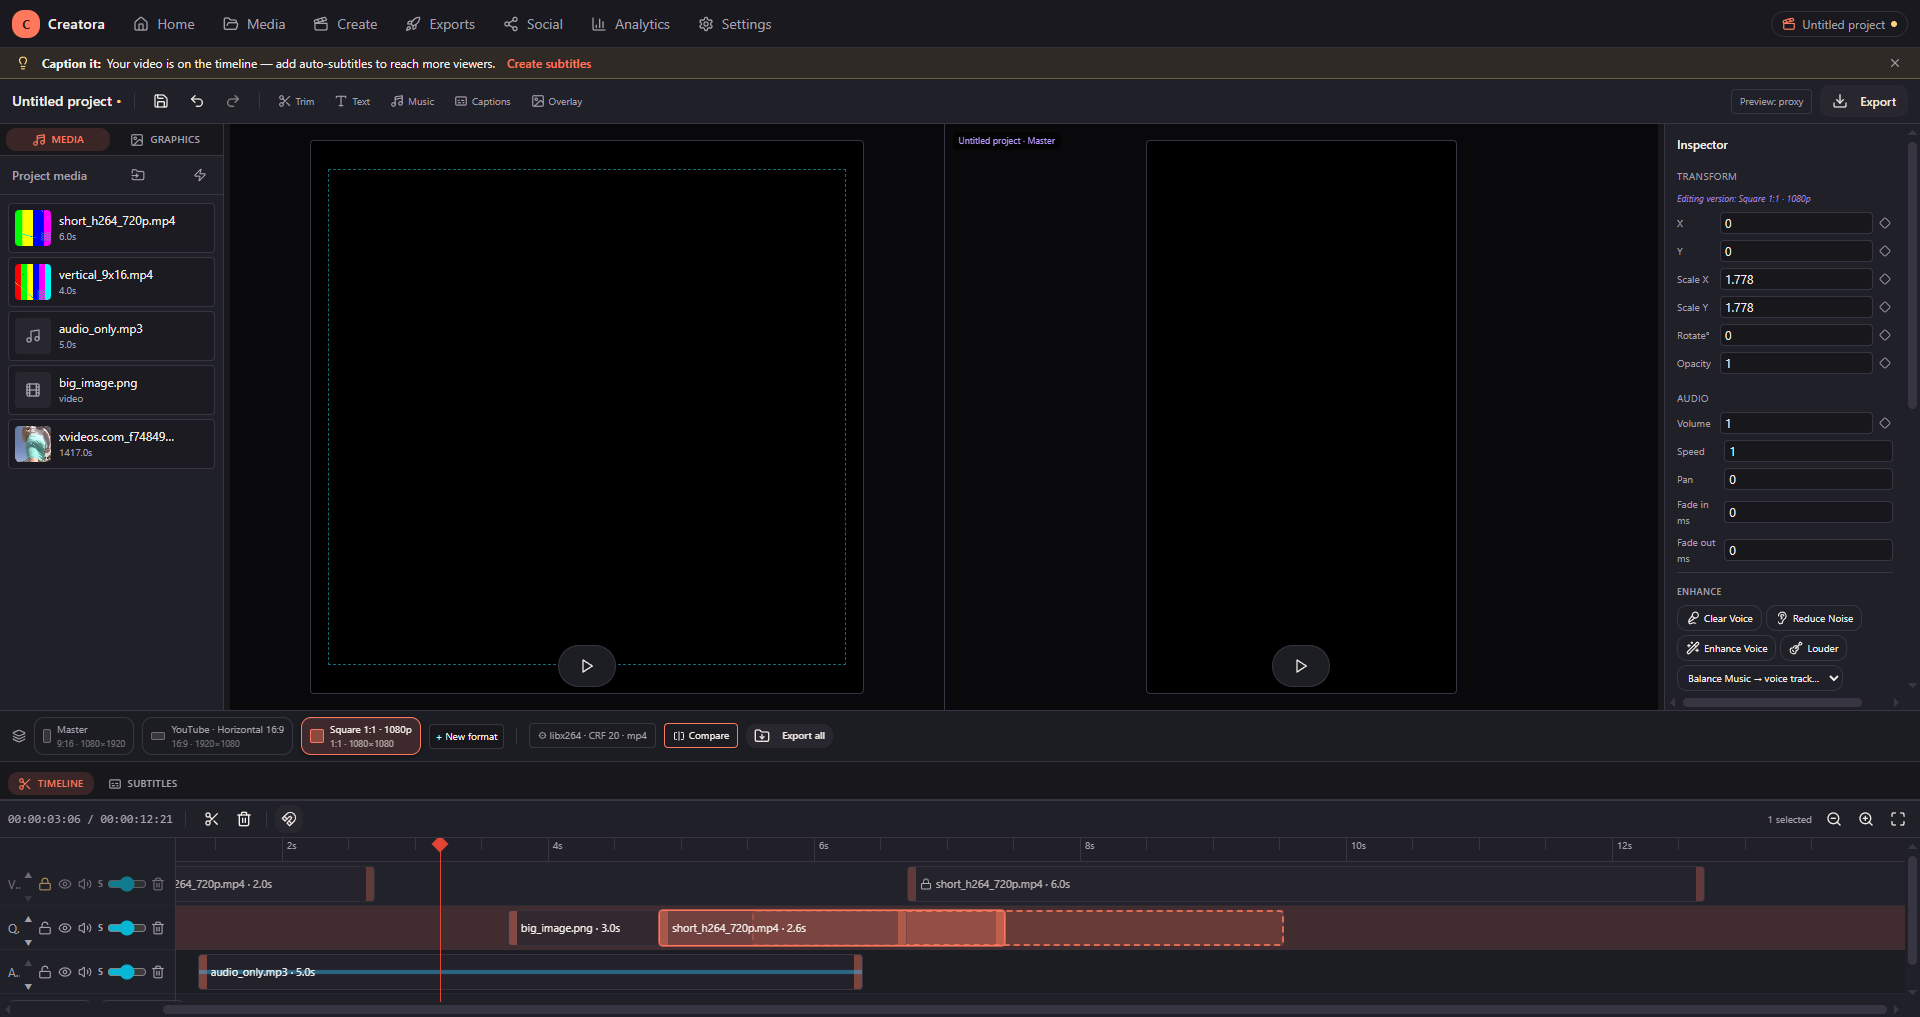 C Creatora Home Media Create Exports Social Analytics Settings Untitled project
Caption it: Your video is on the timeline — add auto-subtitles to reach more viewers. Create subtitles
Untitled project • Trim Text Music Captions Overlay Preview: proxy Export
MEDIA GRAPHICS
Project media
short_h264_720p.mp4
6.0s
vertical_9x16.mp4
4.0s
audio_only.mp3
5.0s
big_image.png
video
xvideos.com_f74849...
1417.0s
Untitled project · Master
Inspector
TRANSFORM
Editing version: Square 1:1 · 1080p
X 0
Y 0
Scale X 1.778
Scale Y 1.778
Rotate° 0
Opacity 1
AUDIO
Volume 1
Speed 1
Pan 0
Fade in ms 0
Fade out ms 0
ENHANCE
Clear Voice Reduce Noise
Enhance Voice Louder
Balance Music → voice track...
Master
9:16 · 1080×1920
YouTube · Horizontal 16:9
16:9 · 1920×1080
Square 1:1 · 1080p
1:1 · 1080×1080
+ New format
libx264 · CRF 20 · mp4
Compare
Export all
TIMELINE SUBTITLES
00:00:03:06 / 00:00:12:21 1 selected
2s 4s 6s 8s 10s 12s
V.. S 264_720p.mp4 · 2.0s short_h264_720p.mp4 · 6.0s
Q. S big_image.png · 3.0s short_h264_720p.mp4 · 2.6s
A.. S audio_only.mp3 · 5.0s